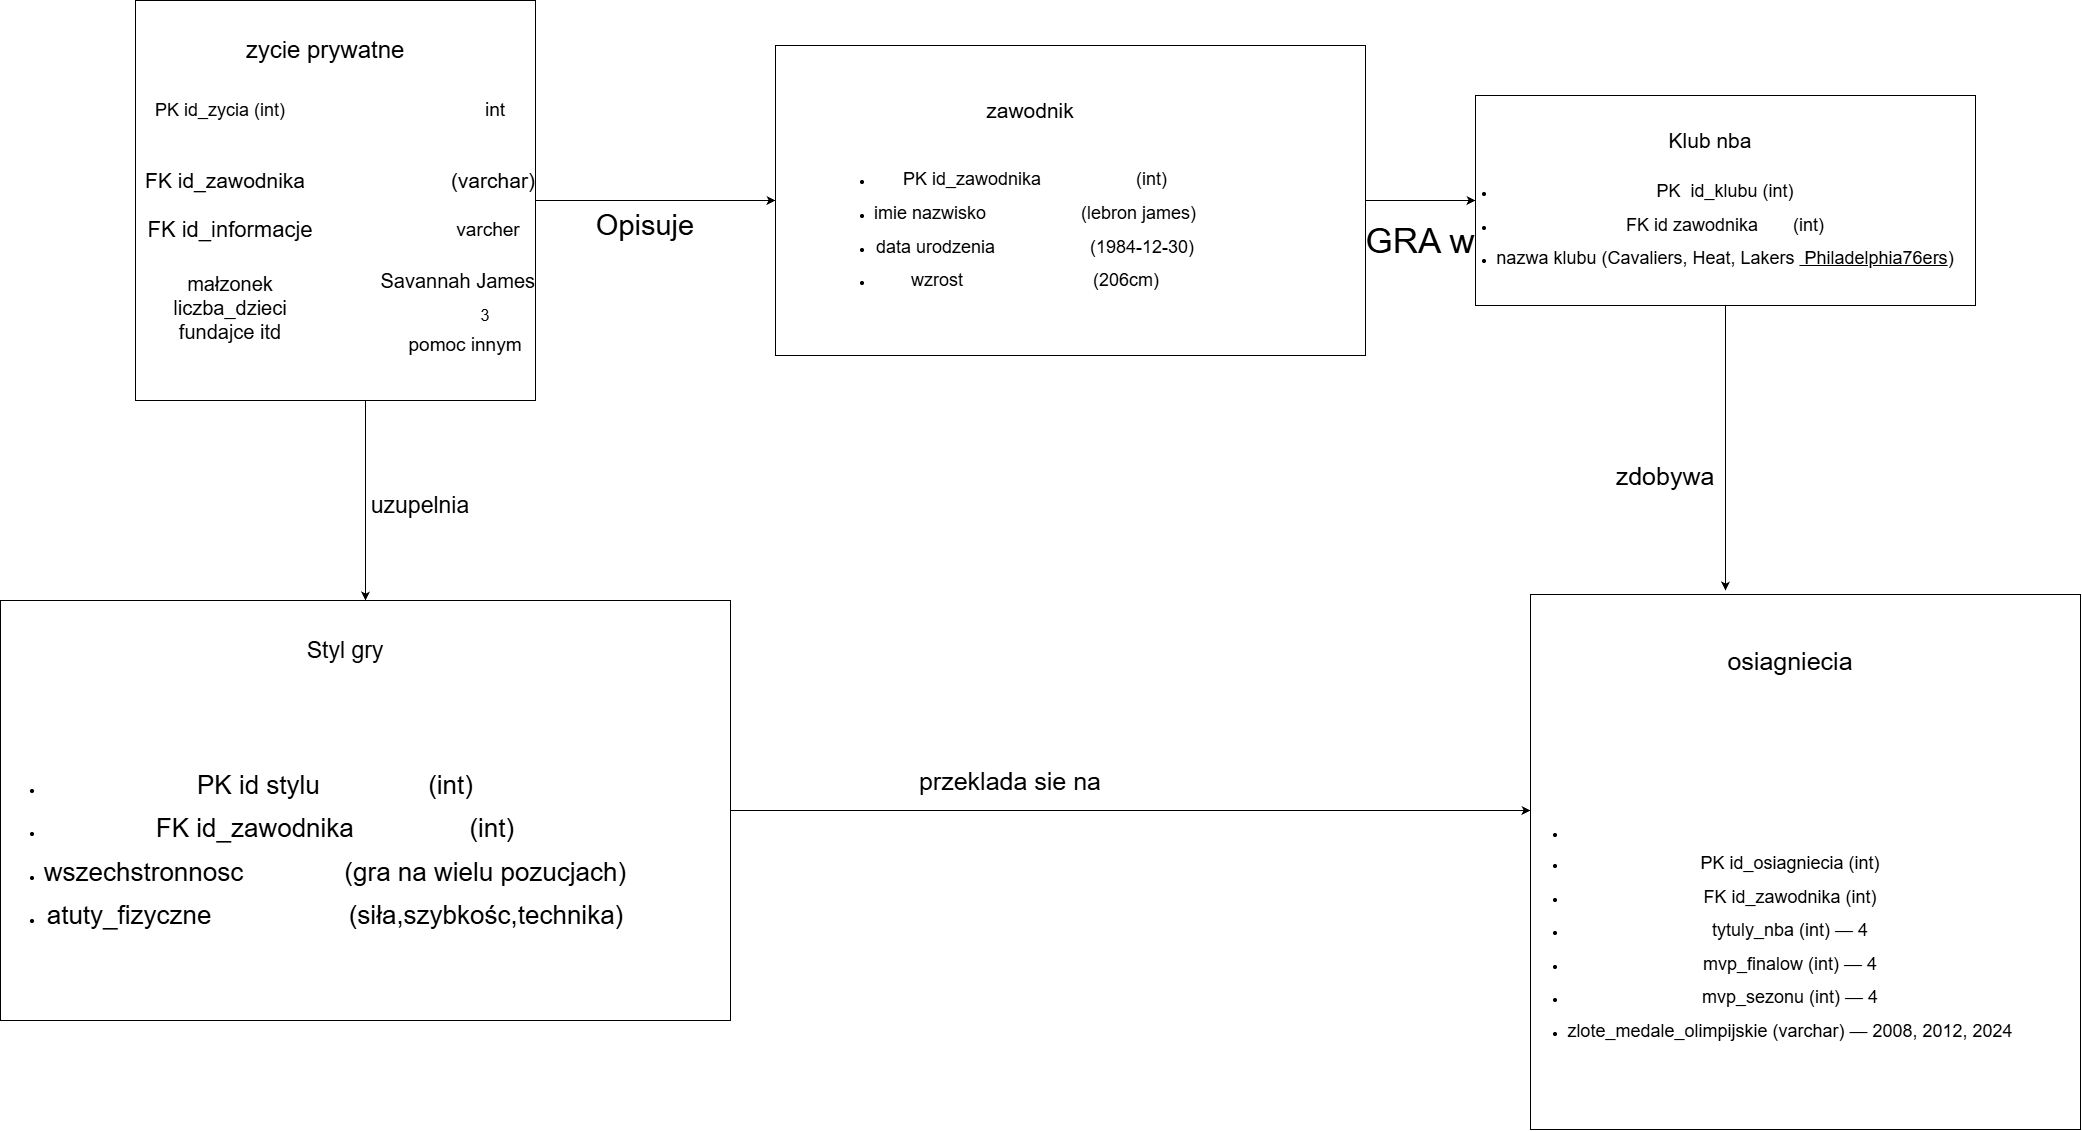 zycie prywatne
PK id_zycia (int) int
FK id_zawodnika (varchar)
FK id_informacje varcher
małzonek Savannah James
liczba_dzieci 3
fundajce itd pomoc innym
Opisuje
zawodnik
PK id_zawodnika (int)
imie nazwisko (lebron james)
data urodzenia (1984-12-30)
wzrost (206cm)
GRA w
Klub nba
PK id_klubu (int)
FK id zawodnika (int)
nazwa klubu (Cavaliers, Heat, Lakers Philadelphia76ers)
uzupelnia
zdobywa
Styl gry
PK id stylu (int)
FK id_zawodnika (int)
wszechstronnosc (gra na wielu pozucjach)
atuty_fizyczne (siła,szybkośc,technika)
przeklada sie na
osiagniecia
PK id_osiagniecia (int)
FK id_zawodnika (int)
tytuly_nba (int) — 4
mvp_finalow (int) — 4
mvp_sezonu (int) — 4
zlote_medale_olimpijskie (varchar) — 2008, 2012, 2024